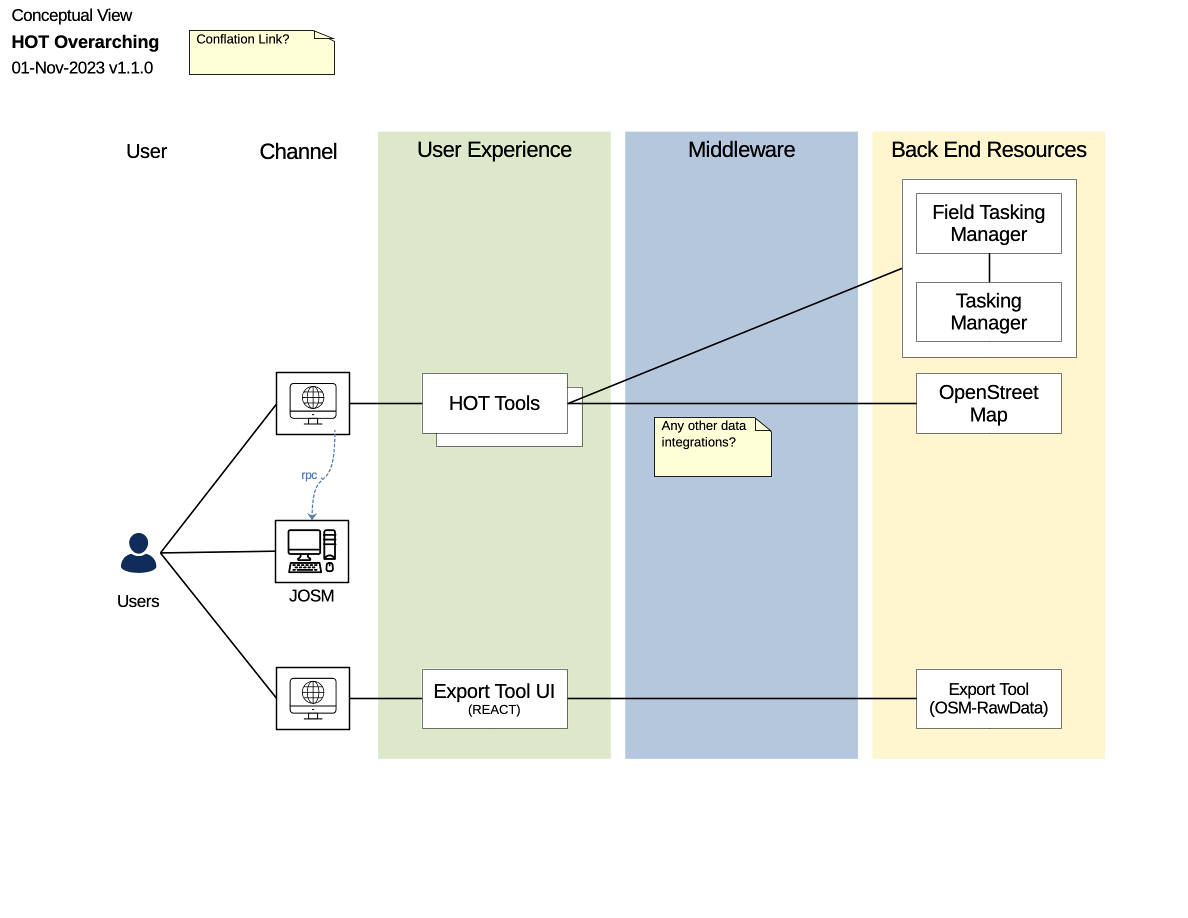 Conceptual View
HOT Overarching
01-Nov-2023 v1.1.0
Conflation Link?
User
Channel
User Experience
Middleware
Back End Resources
Field Tasking
Manager
Tasking
Manager
HOT Tools
OpenStreet
Map
Any other data
integrations?
rpc
JOSM
Users
Export Tool UI
(REACT)
Export Tool
(OSM-RawData)